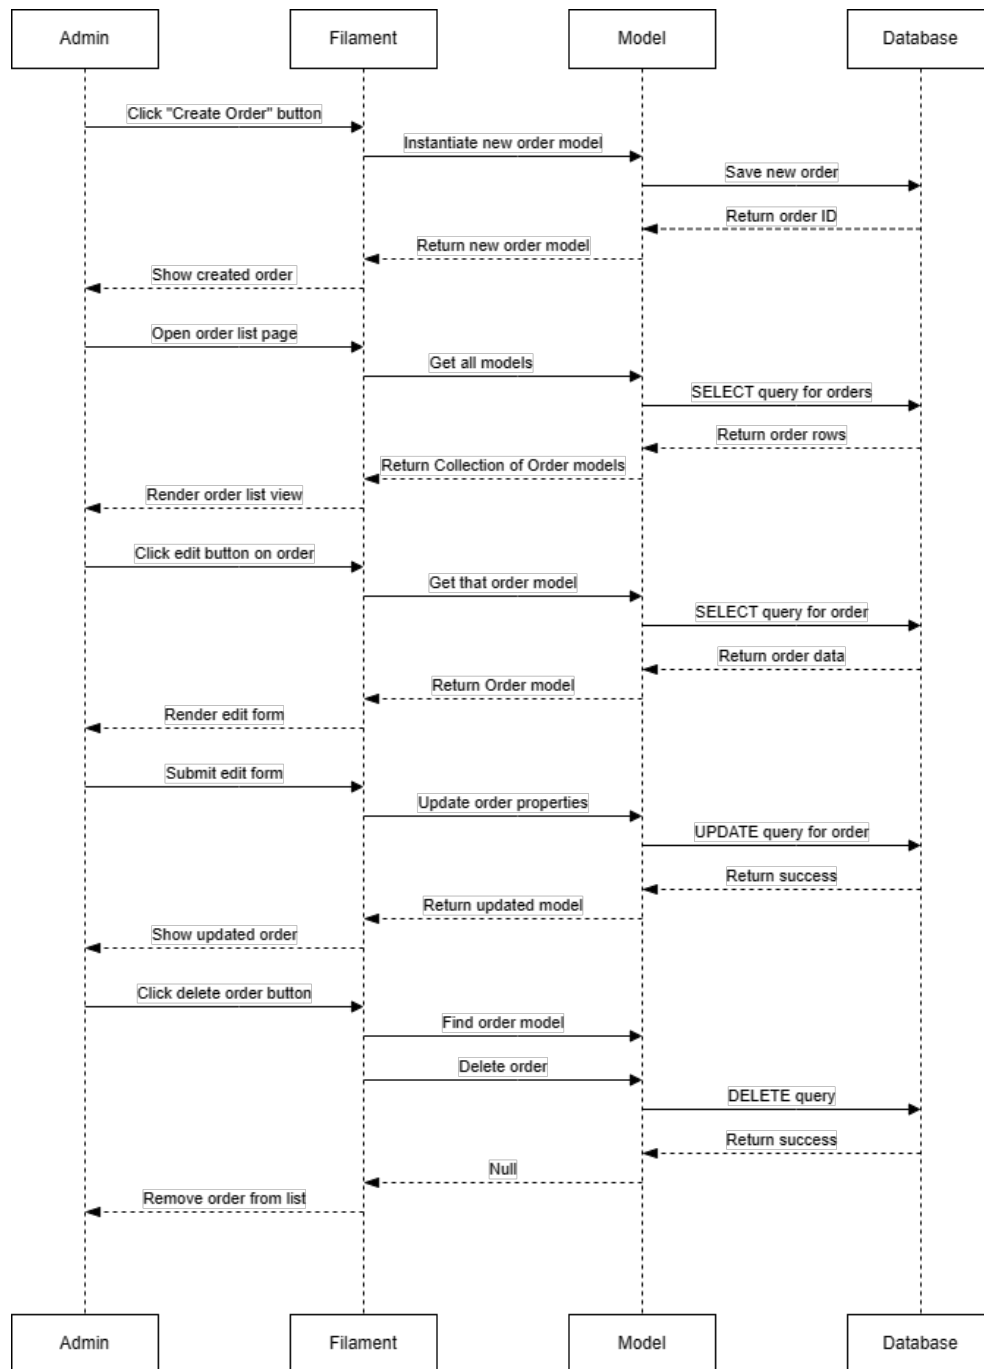 Admin
Filament
Model
Database
Click "Create Order" button
Instantiate new order model
Save new order
Return order ID
Return new order model
Show created order
Open order list page
Get all models
SELECT query for orders
Return order rows
Return Collection of Order models
Render order list view
Click edit button on order
Get that order model
SELECT query for order
Return order data
Return Order model
Render edit form
Submit edit form
Update order properties
UPDATE query for order
Return success
Return updated model
Show updated order
Click delete order button
Find order model
Delete order
DELETE query
Return success
Null
Remove order from list
Admin
Filament
Model
Database